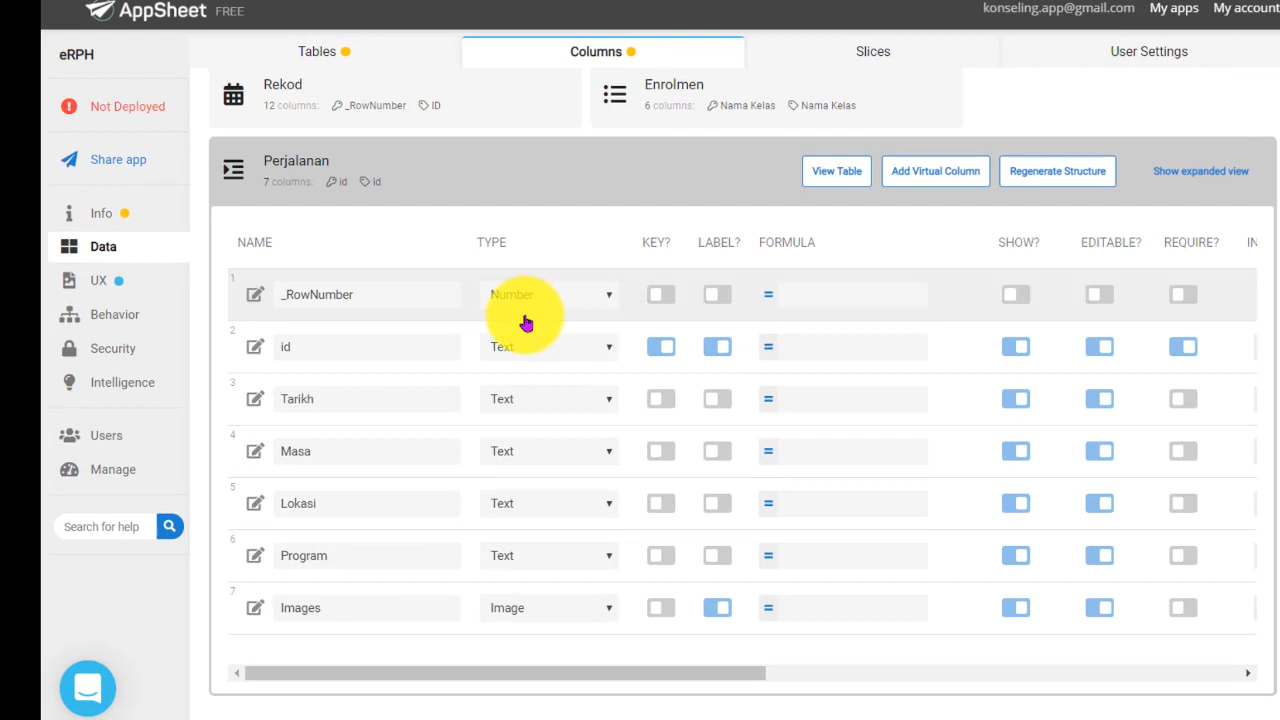 AppSheet FREE
konseling.app@gmail.com My apps My account
eRPH
Tables Columns Slices User Settings
Not Deployed
Share app
Info
Data
UX
Behavior
Security
Intelligence
Users
Manage
Search for help
Rekod
12 columns: _RowNumber ID
Enrolmen
6 columns: Nama Kelas Nama Kelas
Perjalanan
7 columns: id id
View Table Add Virtual Column Regenerate Structure Show expanded view
NAME TYPE KEY? LABEL? FORMULA SHOW? EDITABLE? REQUIRE? IN
1 _RowNumber Number =
2 id Text =
3 Tarikh Text =
4 Masa Text =
5 Lokasi Text =
6 Program Text =
7 Images Image =